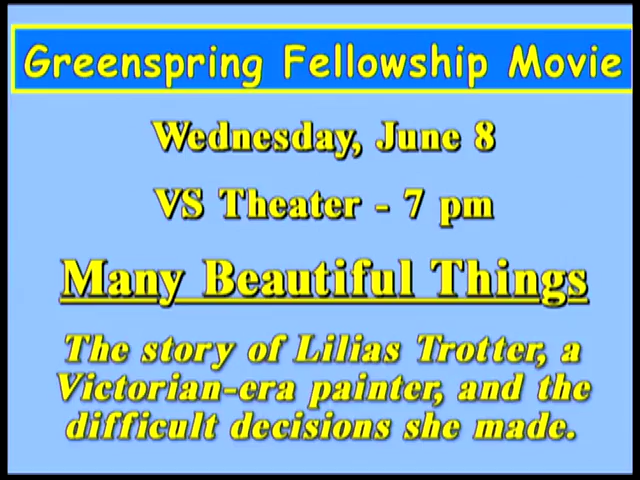 Greenspring Fellowship Movie
Wednesday, June 8
VS Theater - 7 pm
Many Beautiful Things
The story of Lilias Trotter, a
Victorian-era painter, and the
difficult decisions she made.